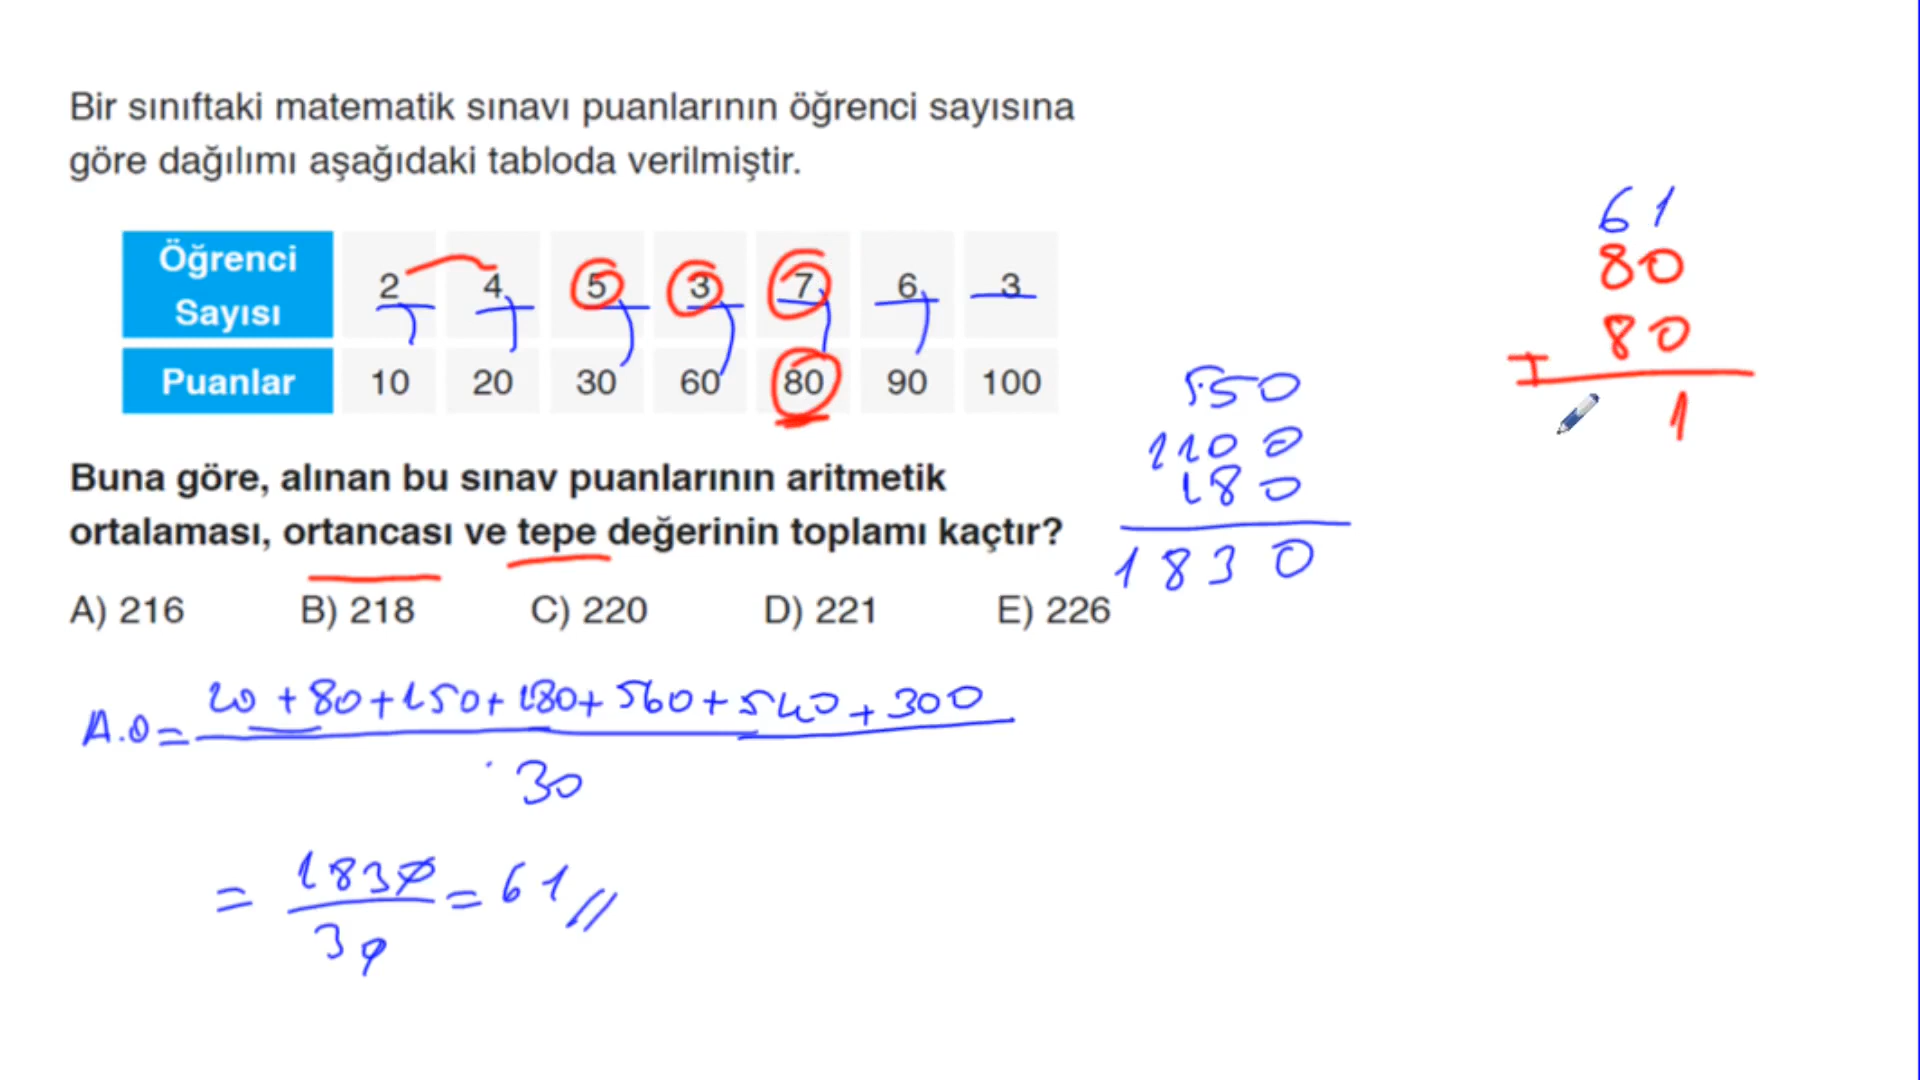 Bir sınıftaki matematik sınavı puanlarının öğrenci sayısına
göre dağılımı aşağıdaki tabloda verilmiştir.
Öğrenci Sayısı 2 4 5 3 7 6 3
Puanlar 10 20 30 60 80 90 100
Buna göre, alınan bu sınav puanlarının aritmetik
ortalaması, ortancası ve tepe değerinin toplamı kaçtır?
A) 216 B) 218 C) 220 D) 221 E) 226
A.O = 20 + 80 + 150 + 180 + 560 + 540 + 300
30
= 1830 = 61 //
30
550
1100
180
1830
61
80
80
+
1